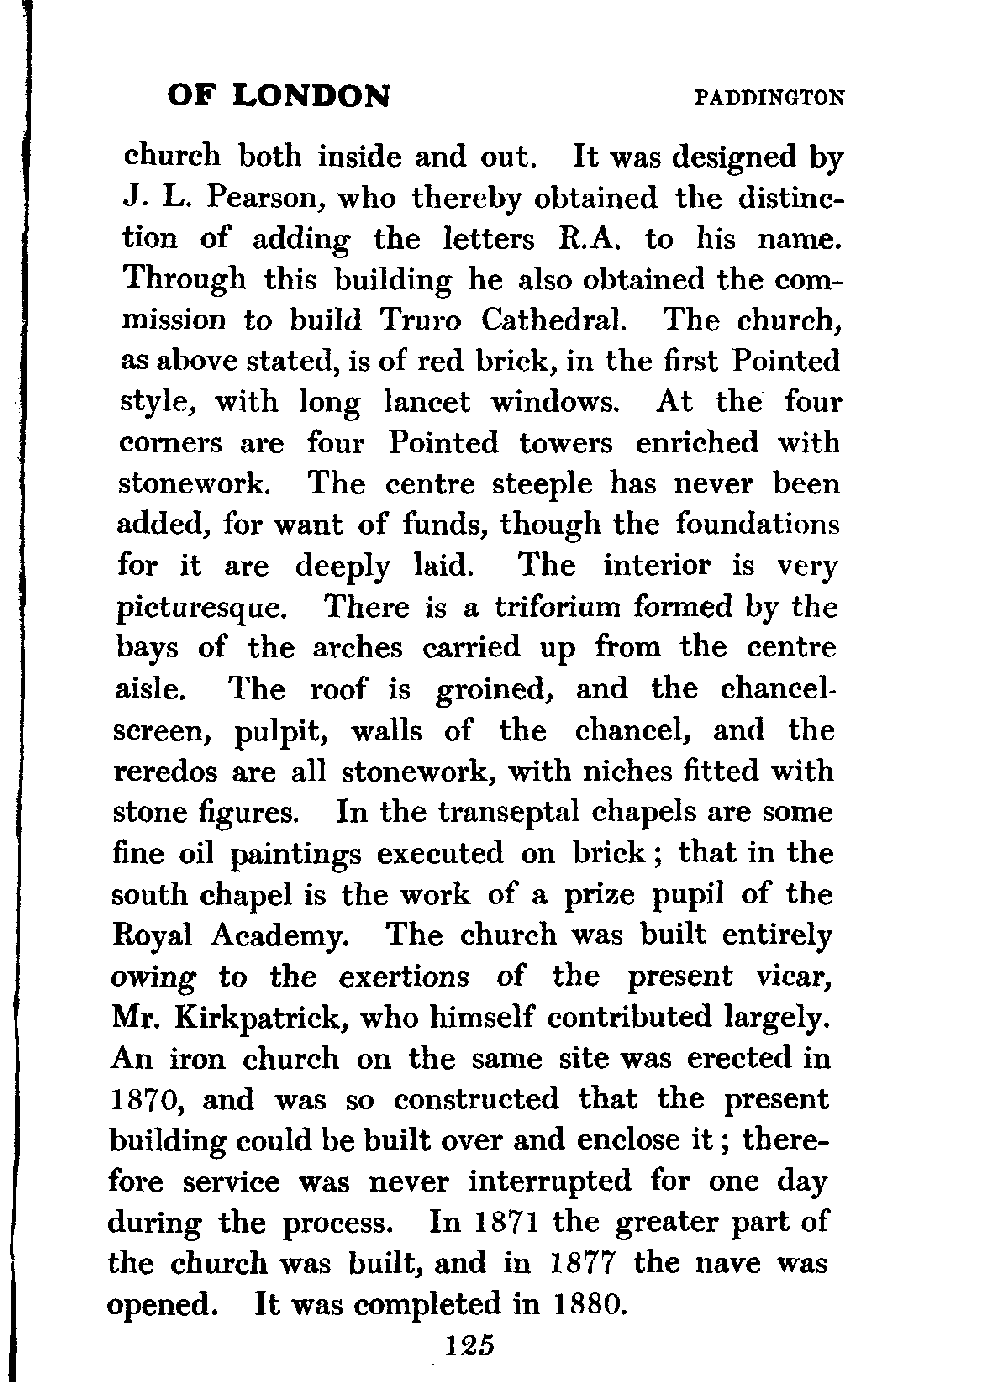 OF LONDON PADDINGTON
church both inside and out. It was designed by
J. L. Pearson, who thereby obtained the distinc-
tion of adding the letters R.A. to his name.
Through this building he also obtained the com-
mission to build Truro Cathedral. The church,
as above stated, is of red brick, in the first Pointed
style, with long lancet windows. At the four
corners are four Pointed towers enriched with
stonework. The centre steeple has never been
added, for want of funds, though the foundations
for it are deeply laid. The interior is very
picturesque. There is a triforium formed by the
bays of the arches carried up from the centre
aisle. The roof is groined, and the chancel-
screen, pulpit, walls of the chancel, and the
reredos are all stonework, with niches fitted with
stone figures. In the transeptal chapels are some
fine oil paintings executed on brick; that in the
south chapel is the work of a prize pupil of the
Royal Academy. The church was built entirely
owing to the exertions of the present vicar,
Mr. Kirkpatrick, who himself contributed largely.
An iron church on the same site was erected in
1870, and was so constructed that the present
building could be built over and enclose it; there-
fore service was never interrupted for one day
during the process. In 1871 the greater part of
the church was built, and in 1877 the nave was
opened. It was completed in 1880.
125